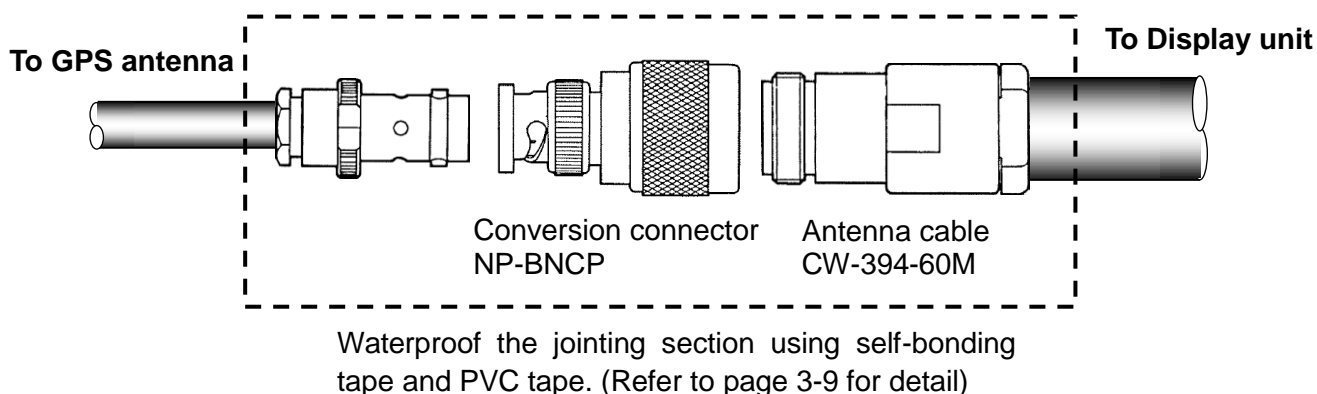 To GPS antenna
To Display unit
Conversion connector
NP-BNCP
Antenna cable
CW-394-60M
Waterproof the jointing section using self-bonding
tape and PVC tape. (Refer to page 3-9 for detail)